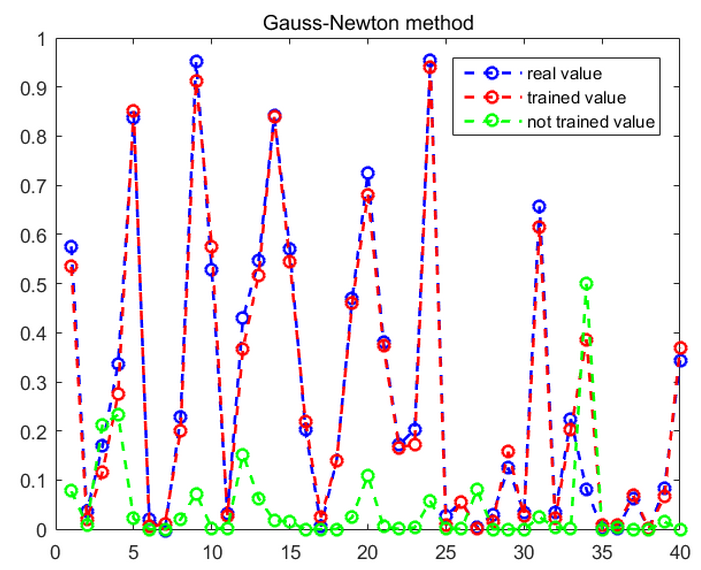 Gauss-Newton method
1
0.9
0.8
0.7
0.6
0.5
0.4
0.3
0.2
0.1
0
real value
trained value
not trained value
0 5 10 15 20 25 30 35 40